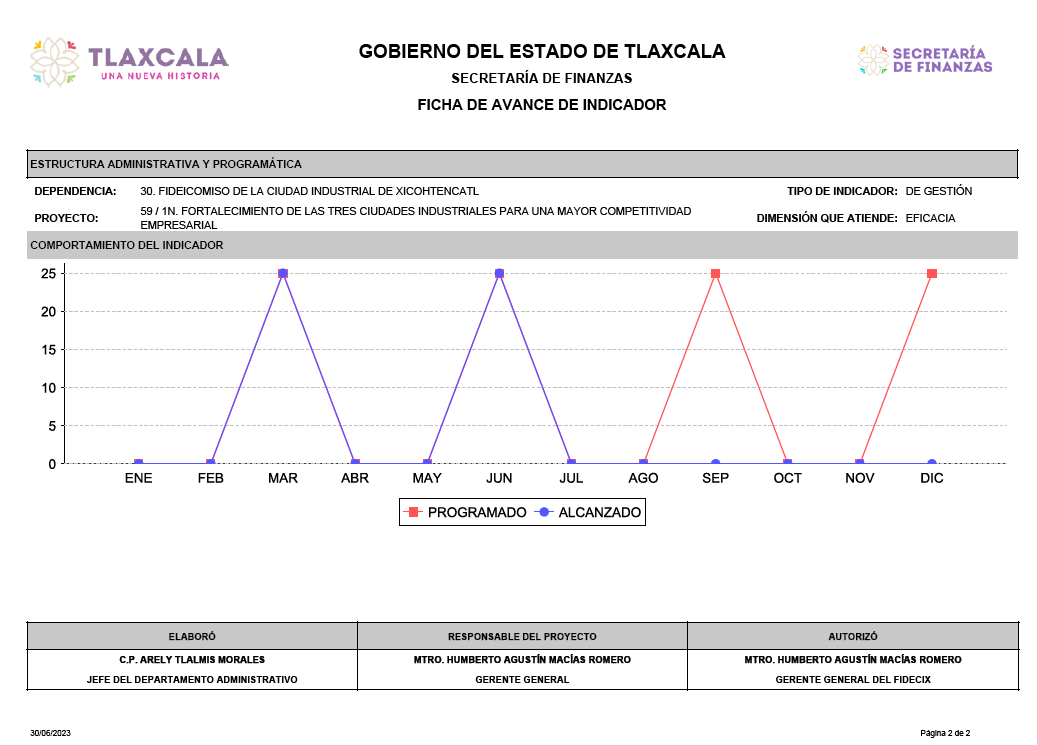 TLAXCALA
UNA NUEVA HISTORIA
GOBIERNO DEL ESTADO DE TLAXCALA
SECRETARÍA DE FINANZAS
FICHA DE AVANCE DE INDICADOR
SECRETARÍA
DE FINANZAS
ESTRUCTURA ADMINISTRATIVA Y PROGRAMÁTICA
DEPENDENCIA: 30. FIDEICOMISO DE LA CIUDAD INDUSTRIAL DE XICOHTENCATL TIPO DE INDICADOR: DE GESTIÓN
PROYECTO: 59 / 1N. FORTALECIMIENTO DE LAS TRES CIUDADES INDUSTRIALES PARA UNA MAYOR COMPETITIVIDAD
EMPRESARIAL
DIMENSIÓN QUE ATIENDE: EFICACIA
COMPORTAMIENTO DEL INDICADOR
25
20
15
10
5
0
ENE FEB MAR ABR MAY JUN JUL AGO SEP OCT NOV DIC
PROGRAMADO ALCANZADO
ELABORÓ RESPONSABLE DEL PROYECTO AUTORIZÓ
C.P. ARELY TLALMIS MORALES MTRO. HUMBERTO AGUSTÍN MACÍAS ROMERO MTRO. HUMBERTO AGUSTÍN MACÍAS ROMERO
JEFE DEL DEPARTAMENTO ADMINISTRATIVO GERENTE GENERAL GERENTE GENERAL DEL FIDECIX
30/06/2023 Página 2 de 2